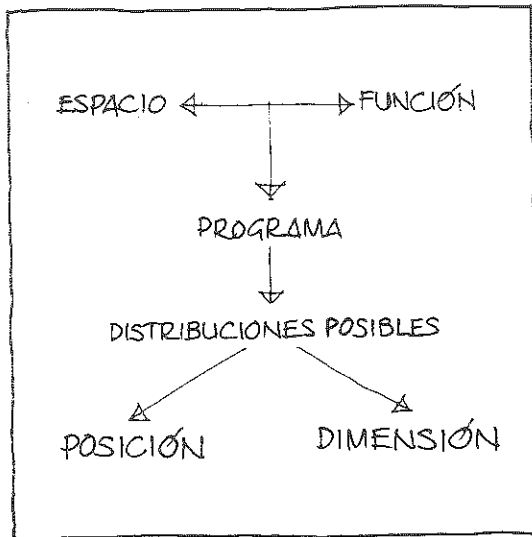 ESPACIO FUNCIÓN
PROGRAMA
DISTRIBUCIONES POSIBLES
POSICIÓN DIMENSIÓN